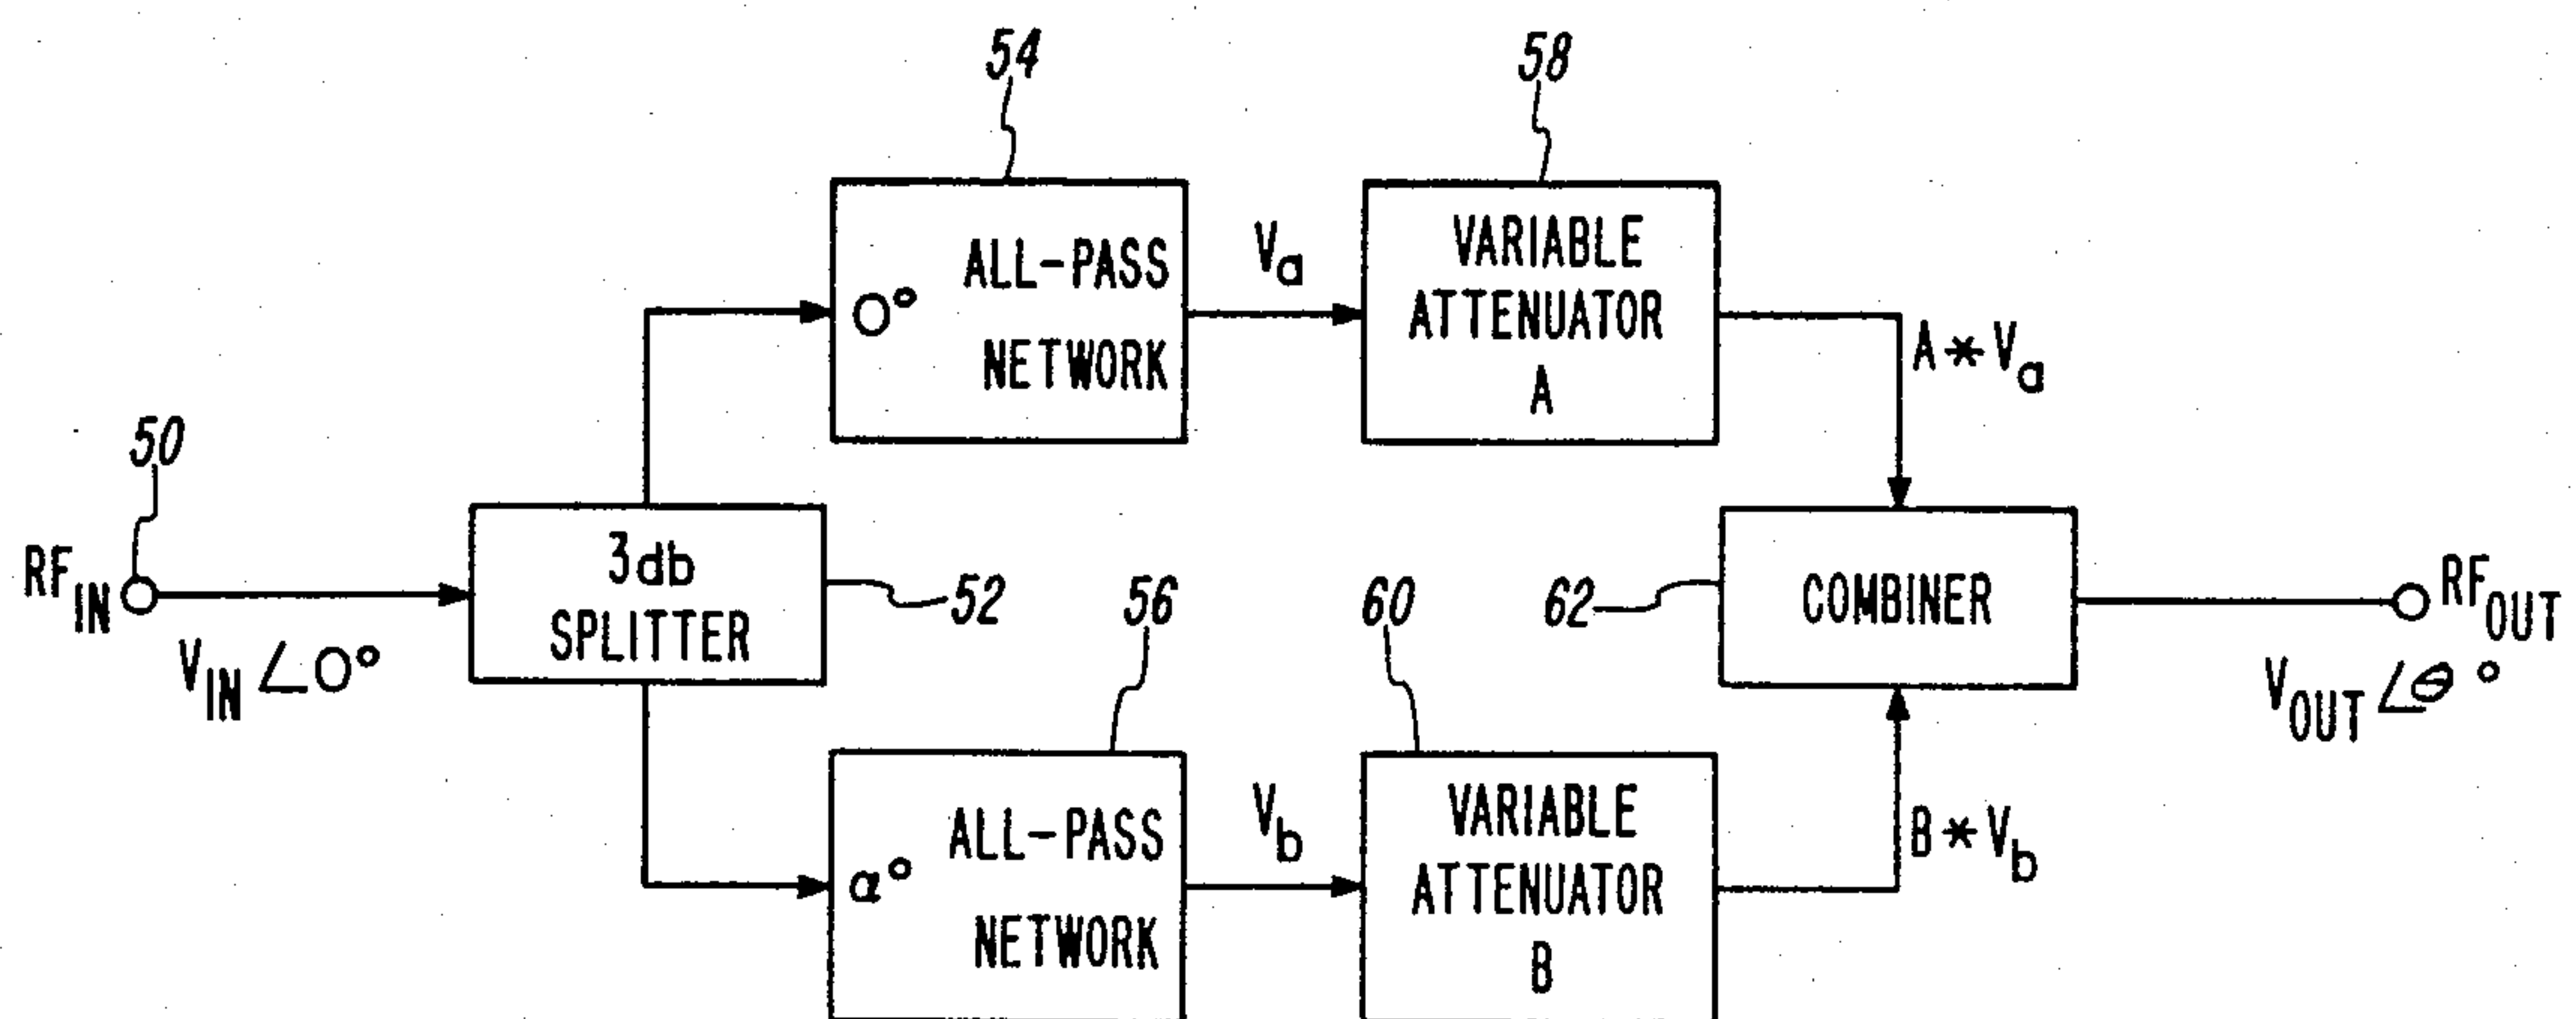 54
58
0° ALL-PASS
NETWORK
Va
VARIABLE
ATTENUATOR
A
A*Va
50
RFIN
VIN ∠0°
3db
SPLITTER
52
56
60
62
COMBINER
RFOUT
VOUT ∠θ°
α° ALL-PASS
NETWORK
Vb
VARIABLE
ATTENUATOR
B
B*Vb